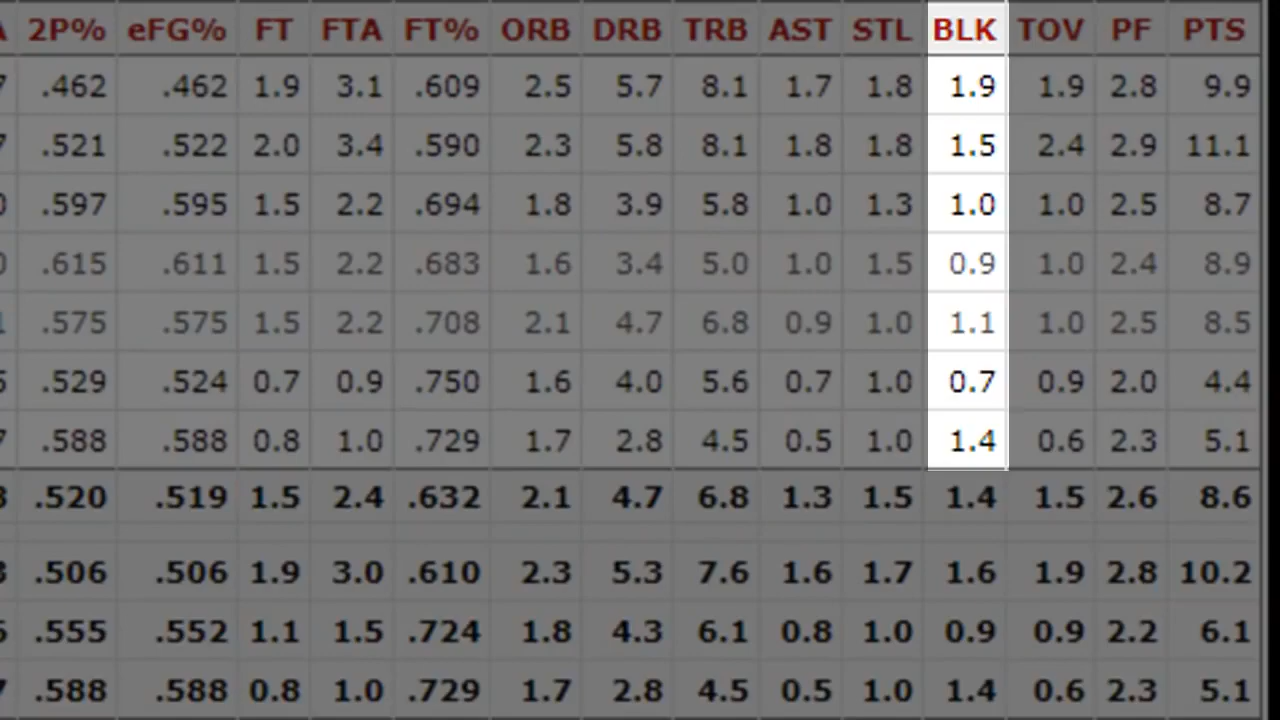 A 2P% eFG% FT FTA FT% ORB DRB TRB AST STL BLK TOV PF PTS
7 .462 .462 1.9 3.1 .609 2.5 5.7 8.1 1.7 1.8 1.9 1.9 2.8 9.9
7 .521 .522 2.0 3.4 .590 2.3 5.8 8.1 1.8 1.8 1.5 2.4 2.9 11.1
0 .597 .595 1.5 2.2 .694 1.8 3.9 5.8 1.0 1.3 1.0 1.0 2.5 8.7
0 .615 .611 1.5 2.2 .683 1.6 3.4 5.0 1.0 1.5 0.9 1.0 2.4 8.9
1 .575 .575 1.5 2.2 .708 2.1 4.7 6.8 0.9 1.0 1.1 1.0 2.5 8.5
.529 .524 0.7 0.9 .750 1.6 4.0 5.6 0.7 1.0 0.7 0.9 2.0 4.4
7 .588 .588 0.8 1.0 .729 1.7 2.8 4.5 0.5 1.0 1.4 0.6 2.3 5.1
.520 .519 1.5 2.4 .632 2.1 4.7 6.8 1.3 1.5 1.4 1.5 2.6 8.6
.506 .506 1.9 3.0 .610 2.3 5.3 7.6 1.6 1.7 1.6 1.9 2.8 10.2
.555 .552 1.1 1.5 .724 1.8 4.3 6.1 0.8 1.0 0.9 0.9 2.2 6.1
7 .588 .588 0.8 1.0 .729 1.7 2.8 4.5 0.5 1.0 1.4 0.6 2.3 5.1